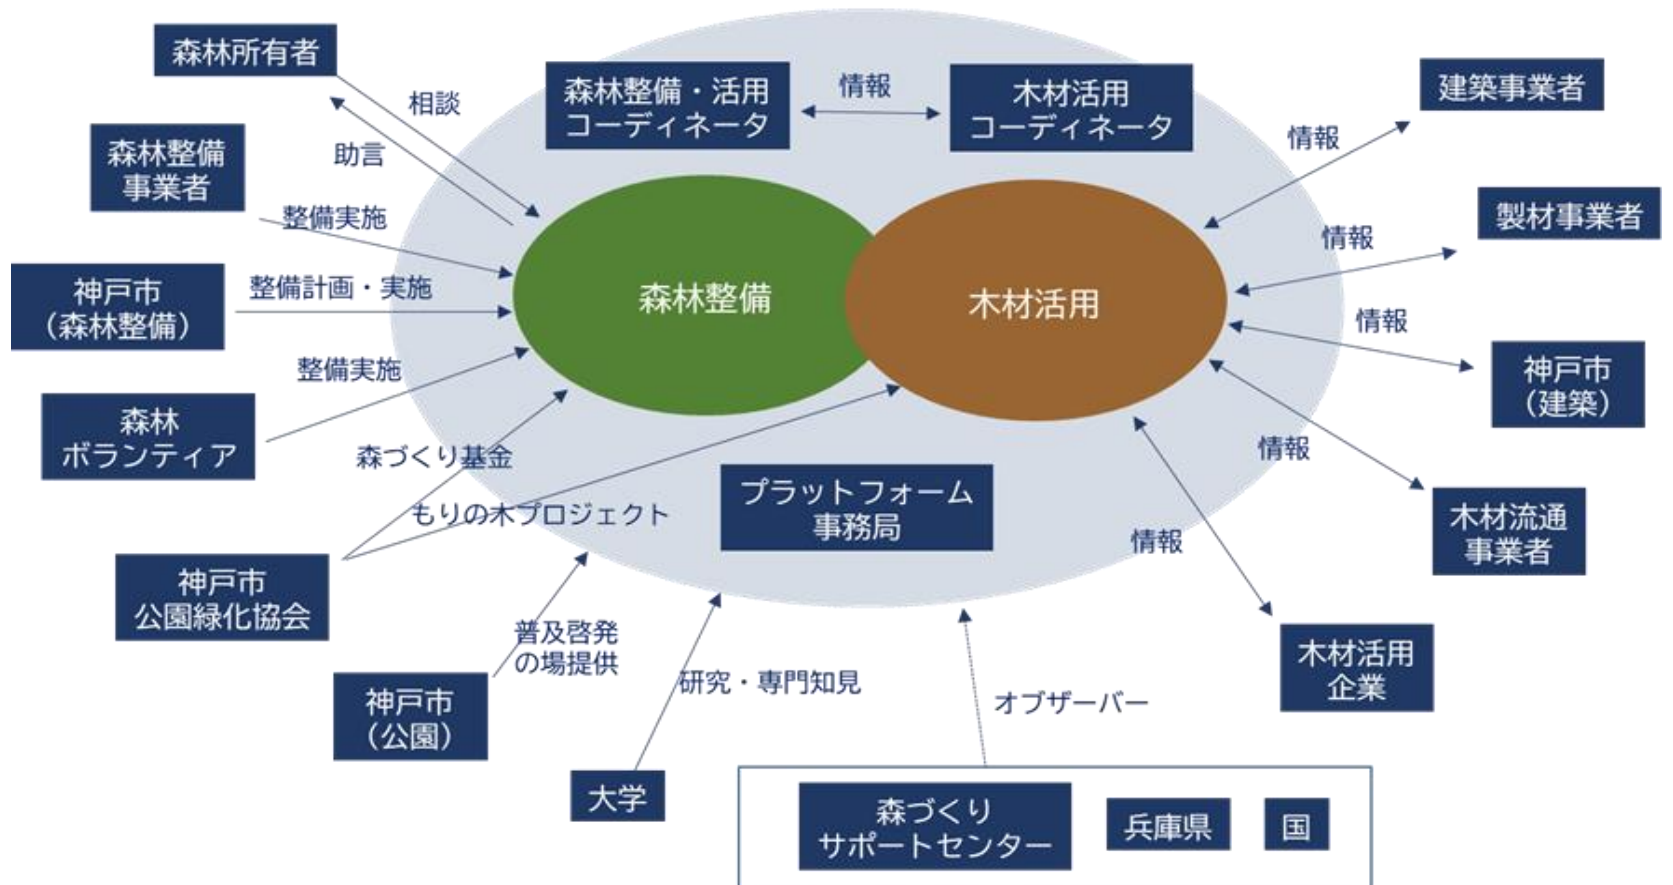 森林所有者
相談
助言
森林整備
事業者
整備実施
神戸市
（森林整備）
整備計画・実施
森林
ボランティア
整備実施
神戸市
公園緑化協会
森づくり基金
もりの木プロジェクト
神戸市
（公園）
普及啓発
の場提供
大学
研究・専門知見
森林整備・活用
コーディネータ
情報
木材活用
コーディネータ
森林整備
木材活用
プラットフォーム
事務局
情報
建築事業者
情報
製材事業者
情報
神戸市
（建築）
情報
木材流通
事業者
情報
木材活用
企業
オブザーバー
森づくり
サポートセンター
兵庫県
国